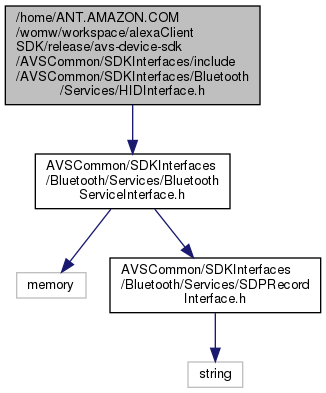 /home/ANT.AMAZON.COM
/womw/workspace/alexaClient
SDK/release/avs-device-sdk
/AVSCommon/SDKInterfaces/include
/AVSCommon/SDKInterfaces/Bluetooth
/Services/HIDInterface.h
AVSCommon/SDKInterfaces
/Bluetooth/Services/Bluetooth
ServiceInterface.h
memory
AVSCommon/SDKInterfaces
/Bluetooth/Services/SDPRecord
Interface.h
string